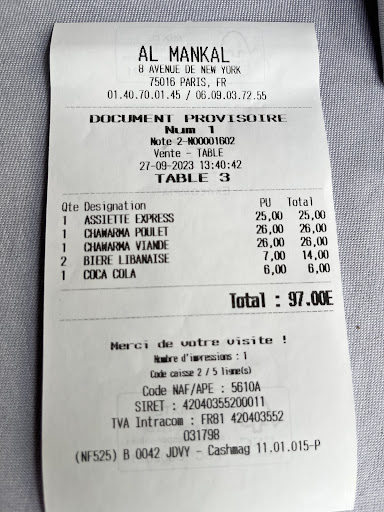 AL MANKAL
8 AVENUE DE NEW YORK
75016 PARIS, FR
01.40.70.01.45 / 06.09.03.72.55
DOCUMENT PROVISOIRE
Num 1
Note 2-N00001602
Vente - TABLE
27-09-2023 13:40:42
TABLE 3
Qte Designation PU Total
1 ASSIETTE EXPRESS 25,00 25,00
1 CHAWARMA POULET 26,00 26,00
1 CHAWARMA VIANDE 26,00 26,00
2 BIERE LIBANAISE 7,00 14,00
1 COCA COLA 6,00 6,00
Total : 97.00E
Merci de votre visite !
Nombre d'impressions : 1
Code caisse 2 / 5 ligne(s)
Code NAF/APE : 5610A
SIRET : 42040355200011
TVA Intracom : FR81 420403552
031798
(NF525) B 0042 JDVY - Cashmag 11.01.015-P